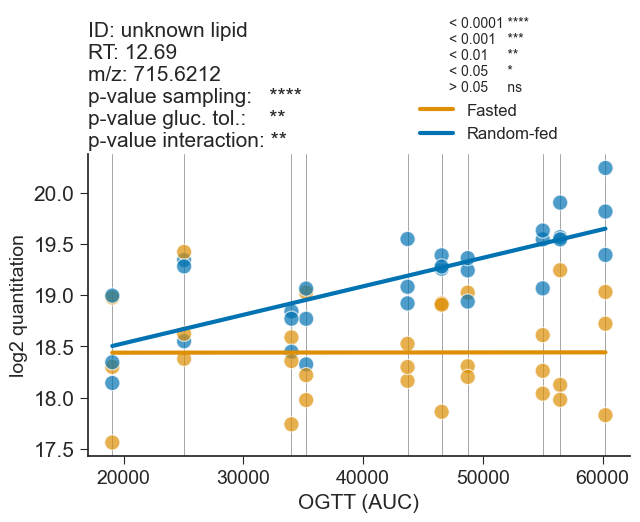 ID: unknown lipid
RT: 12.69
m/z: 715.6212
p-value sampling: ****
p-value gluc. tol.: **
p-value interaction: **
< 0.0001 ****
< 0.001 ***
< 0.01 **
< 0.05 *
> 0.05 ns
Fasted
Random-fed
log2 quantitation
20.0
19.5
19.0
18.5
18.0
17.5
20000 30000 40000 50000 60000
OGTT (AUC)